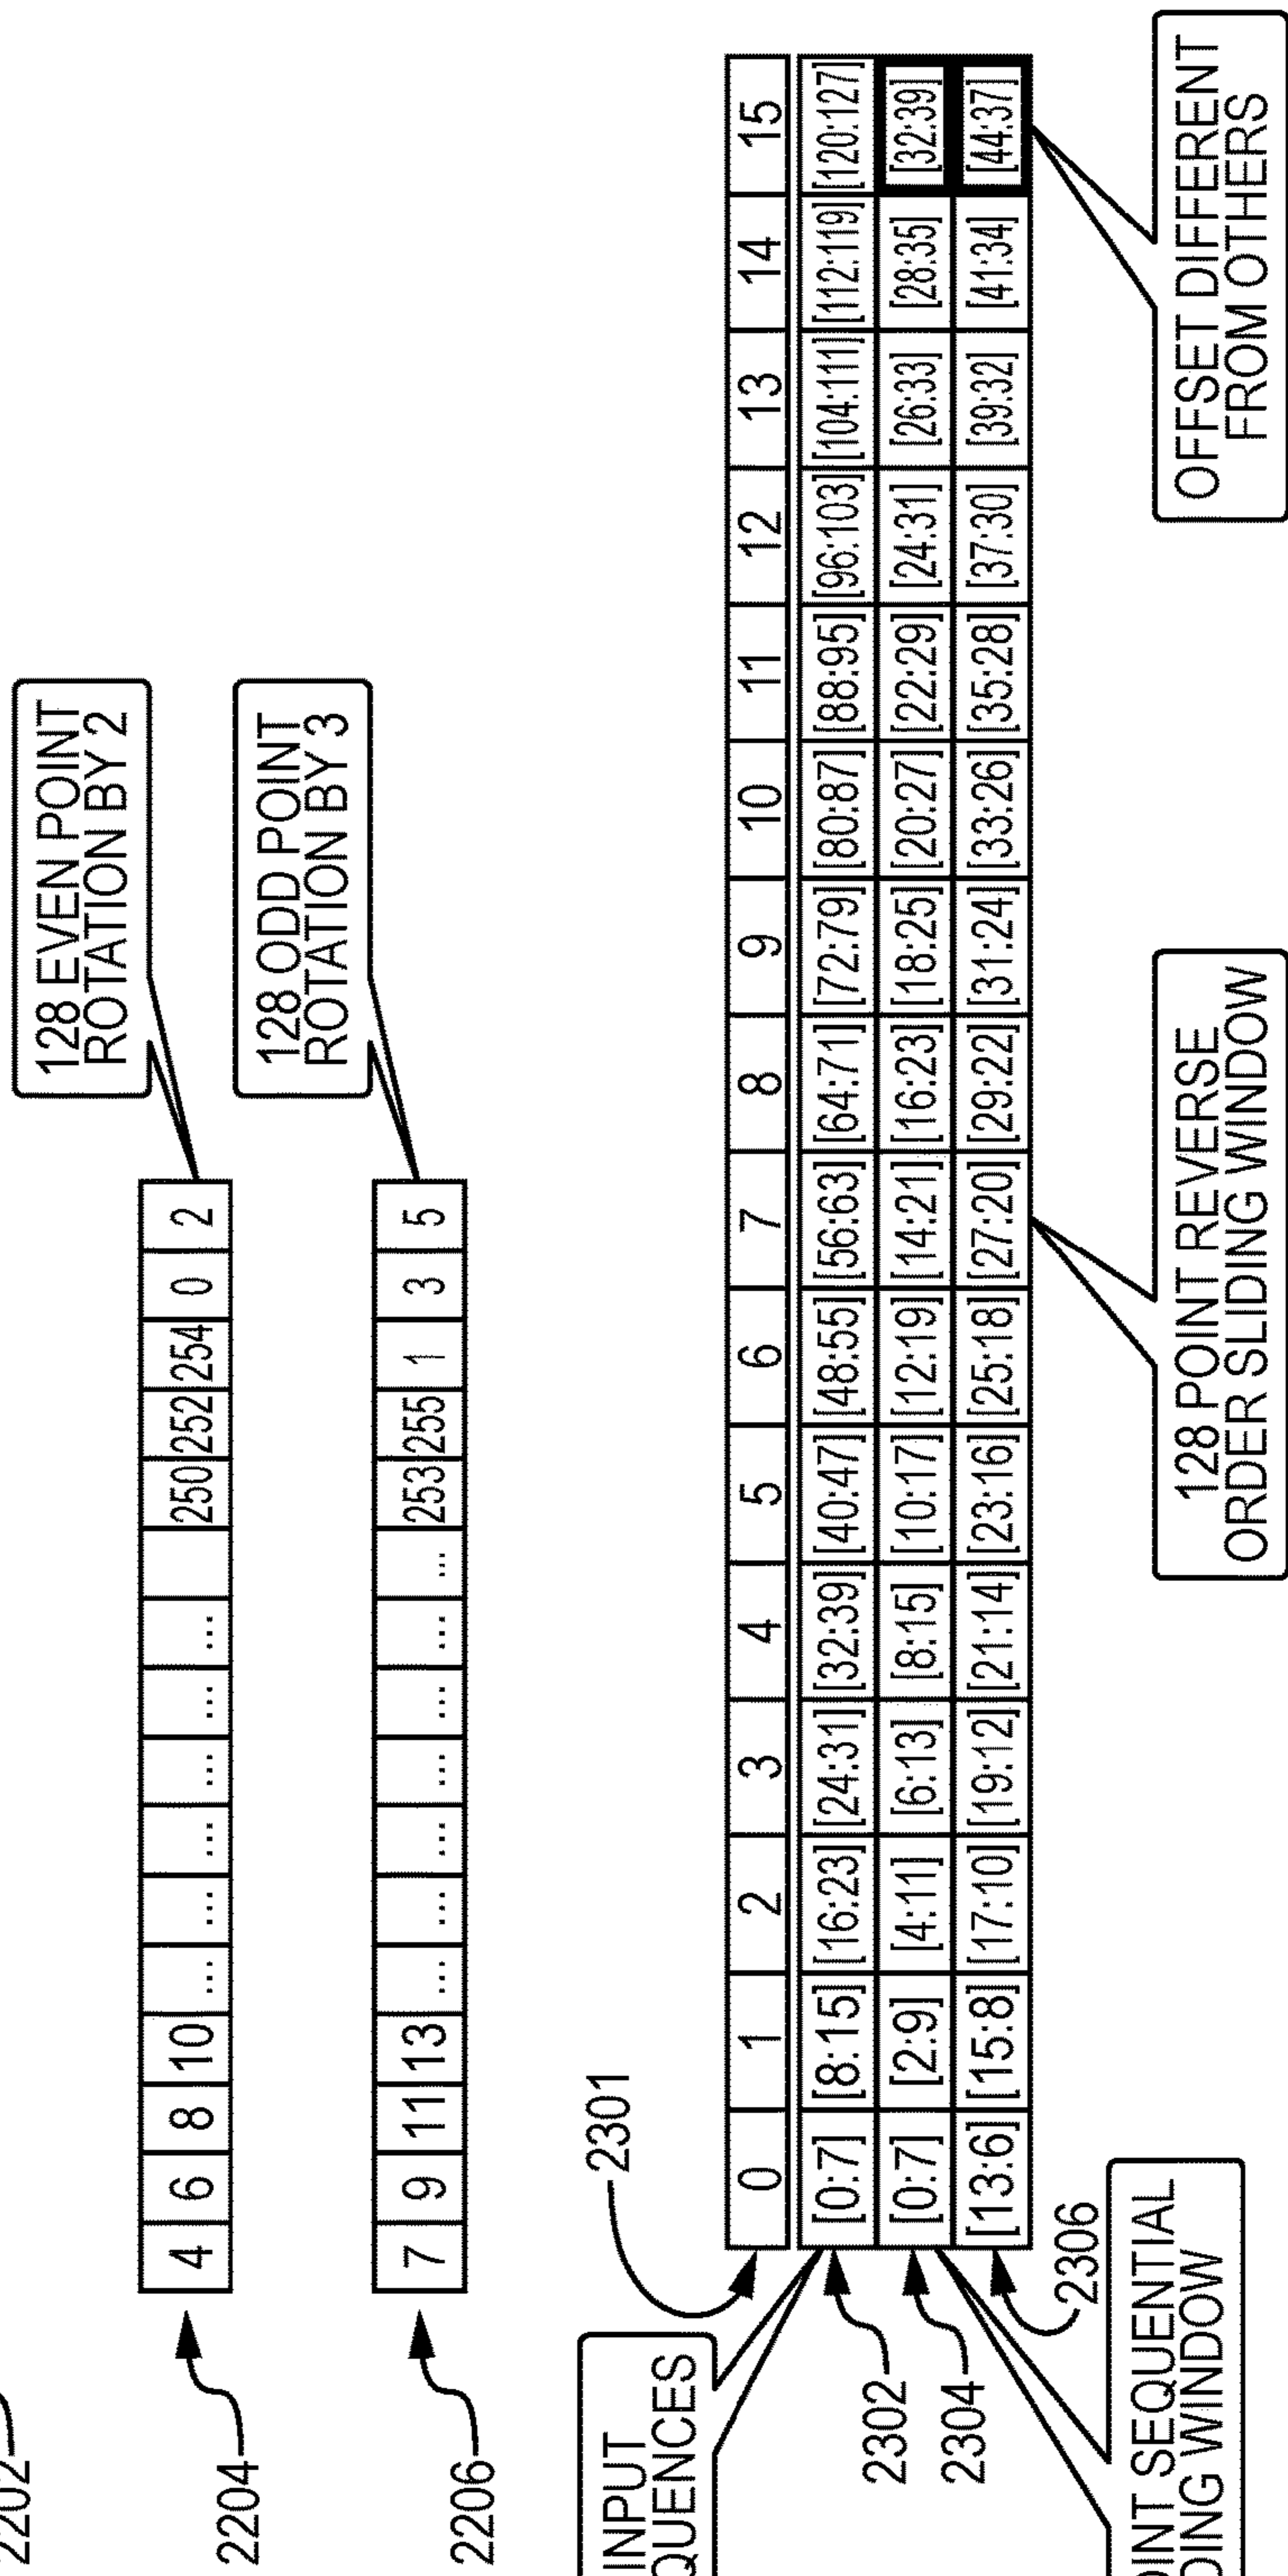 2202
128 EVEN POINT
ROTATION BY 2
2204
4 6 8 10 ... ... ... ... ... ... 250 252 254 0 2
128 ODD POINT
ROTATION BY 3
2206
7 9 11 13 ... ... ... ... ... ... ... 253 255 1 3 5
INPUT
QUENCES
2301
0 1 2 3 4 5 6 7 8 9 10 11 12 13 14 15
2302
[0:7] [8:15] [16:23] [24:31] [32:39] [40:47] [48:55] [56:63] [64:71] [72:79] [80:87] [88:95] [96:103] [104:111] [112:119] [120:127]
2304
[0:7] [2:9] [4:11] [6:13] [8:15] [10:17] [12:19] [14:21] [16:23] [18:25] [20:27] [22:29] [24:31] [26:33] [28:35] [32:39]
[13:6] [15:8] [17:10] [19:12] [21:14] [23:16] [25:18] [27:20] [29:22] [31:24] [33:26] [35:28] [37:30] [39:32] [41:34] [44:37]
2306
OINT SEQUENTIAL
DING WINDOW
128 POINT REVERSE
ORDER SLIDING WINDOW
OFFSET DIFFERENT
FROM OTHERS